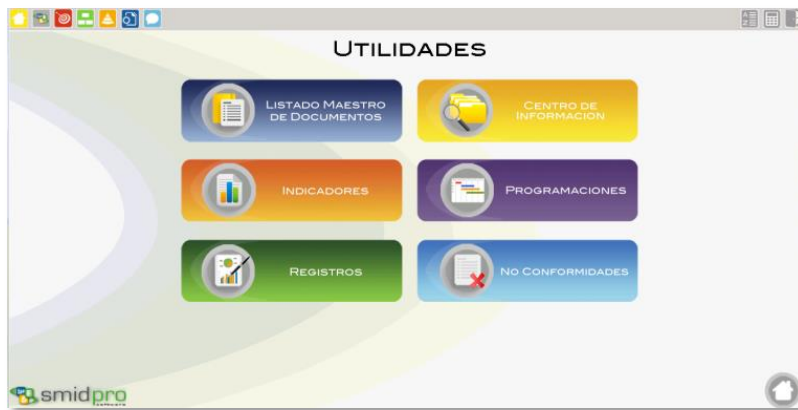 UTILIDADES
LISTADO MAESTRO
DE DOCUMENTOS
CENTRO DE
INFORMACION
INDICADORES
PROGRAMACIONES
REGISTROS
NO CONFORMIDADES
smidpro